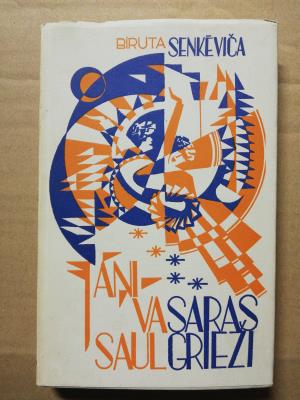 BIRUTA SENKĒVIČA
JĀŅI-
VASARAS
SAULGRIEŽI